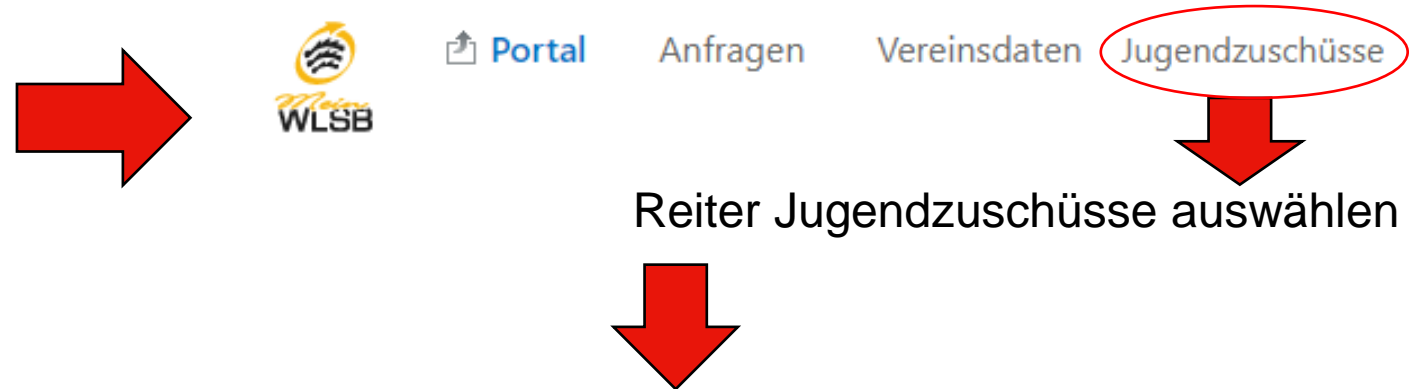 Portal Anfragen Vereinsdaten Jugendzuschüsse
Mein
WLSB
Reiter Jugendzuschüsse auswählen